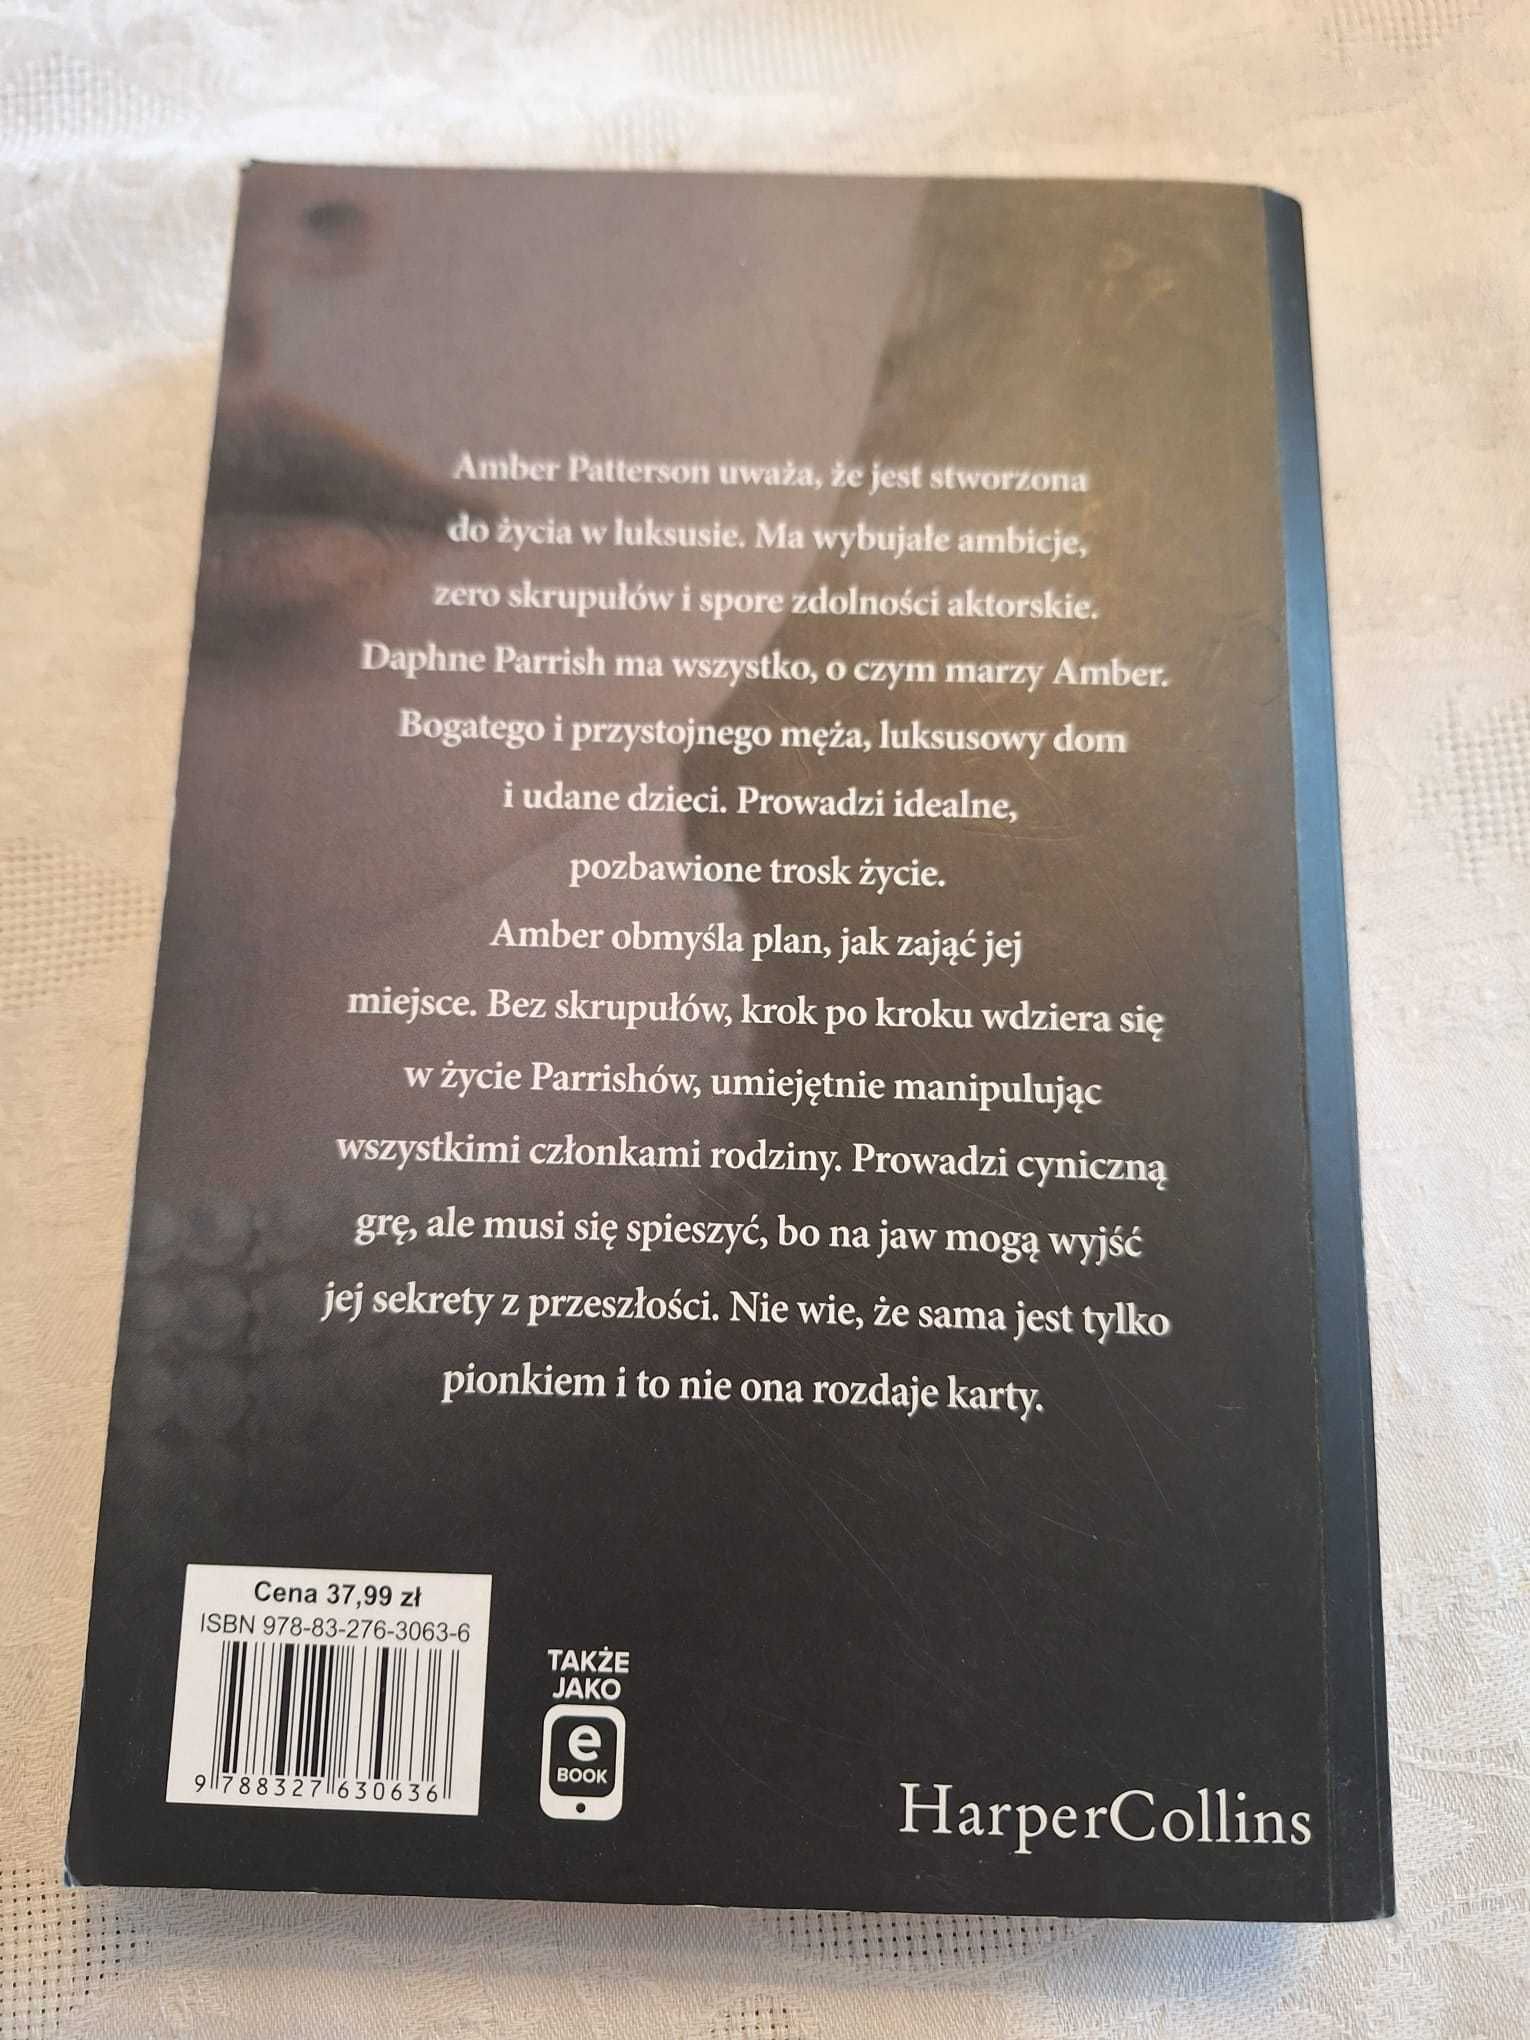 Amber Patterson uważa, że jest stworzona
do życia w luksusie. Ma wybujałe ambicje,
zero skrupułów i spore zdolności aktorskie.
Daphne Parrish ma wszystko, o czym marzy Amber.
Bogatego i przystojnego męża, luksusowy dom
i udane dzieci. Prowadzi idealne,
pozbawione trosk życie.
Amber obmyśla plan, jak zająć jej
miejsce. Bez skrupułów, krok po kroku wdziera się
w życie Parrishów, umiejętnie manipulując
wszystkimi członkami rodziny. Prowadzi cyniczną
grę, ale musi się spieszyć, bo na jaw mogą wyjść
jej sekrety z przeszłości. Nie wie, że sama jest tylko
pionkiem i to nie ona rozdaje karty.
Cena 37,99 zł
ISBN 978-83-276-3063-6
9 788327 630636
TAKŻE
JAKO
e
BOOK
HarperCollins